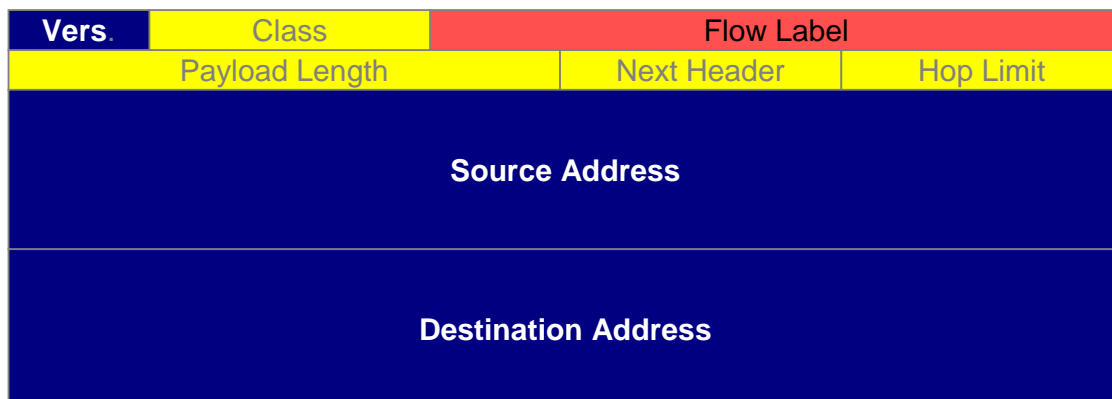 Vers. Class Flow Label
Payload Length Next Header Hop Limit
Source Address
Destination Address